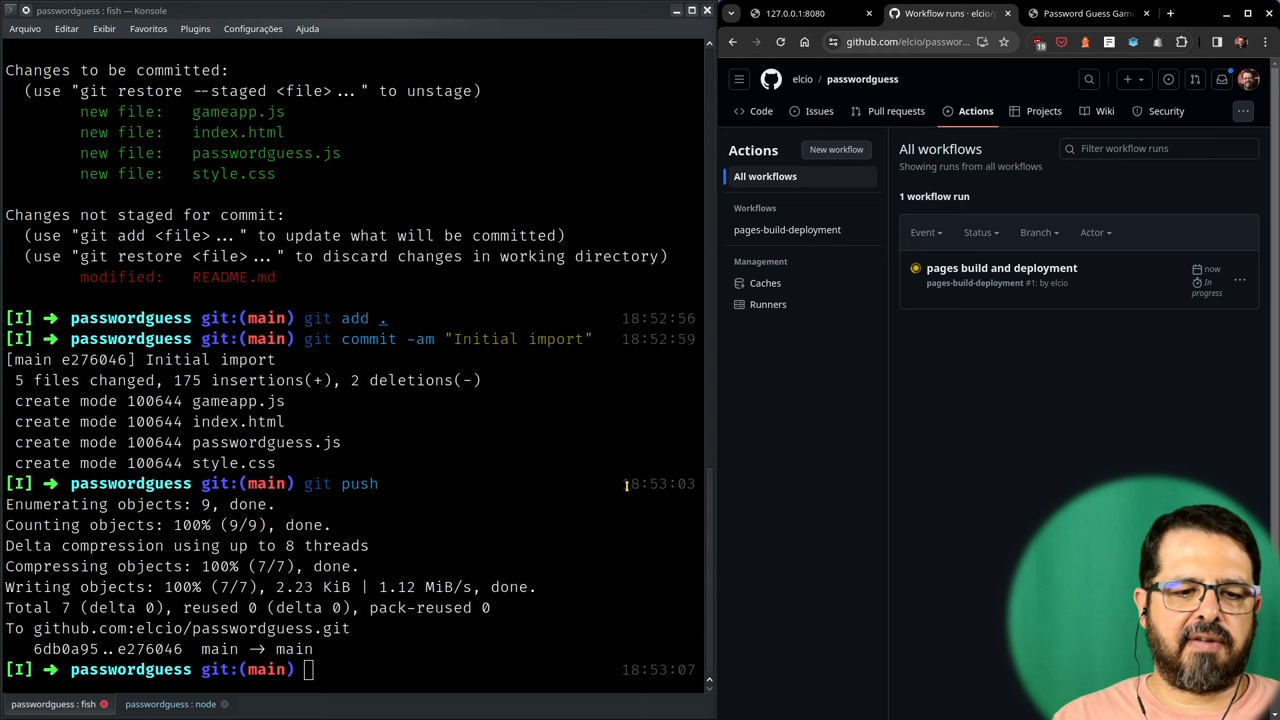 passwordguess : fish — Konsole
Arquivo Editar Exibir Favoritos Plugins Configurações Ajuda
Changes to be committed:
(use "git restore --staged <file>..." to unstage)
new file: gameapp.js
new file: index.html
new file: passwordguess.js
new file: style.css
Changes not staged for commit:
(use "git add <file>..." to update what will be committed)
(use "git restore <file>..." to discard changes in working directory)
modified: README.md
[I] ➜ passwordguess git:(main) git add . 18:52:56
[I] ➜ passwordguess git:(main) git commit -am "Initial import" 18:52:59
[main e276046] Initial import
5 files changed, 175 insertions(+), 2 deletions(-)
create mode 100644 gameapp.js
create mode 100644 index.html
create mode 100644 passwordguess.js
create mode 100644 style.css
[I] ➜ passwordguess git:(main) git push 18:53:03
Enumerating objects: 9, done.
Counting objects: 100% (9/9), done.
Delta compression using up to 8 threads
Compressing objects: 100% (7/7), done.
Writing objects: 100% (7/7), 2.23 KiB | 1.12 MiB/s, done.
Total 7 (delta 0), reused 0 (delta 0), pack-reused 0
To github.com:elcio/passwordguess.git
6db0a95..e276046 main -> main
[I] ➜ passwordguess git:(main) 18:53:07
passwordguess : fish passwordguess : node
127.0.0.1:8080 Workflow runs · elcio/p Password Guess Gam
github.com/elcio/passwor... 19
elcio / passwordguess
Code Issues Pull requests Actions Projects Wiki Security
Actions New workflow
All workflows
Workflows
pages-build-deployment
Management
Caches
Runners
All workflows Filter workflow runs
Showing runs from all workflows
1 workflow run
Event Status Branch Actor
pages build and deployment now
pages-build-deployment #1: by elcio In progress